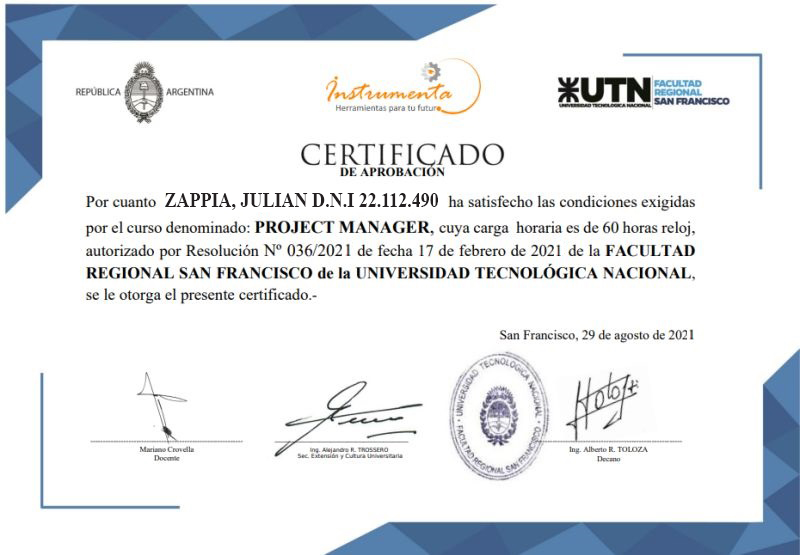 REPÚBLICA ARGENTINA
Instrumenta
Herramientas para tu futuro
UTN
UNIVERSIDAD TECNOLÓGICA NACIONAL
FACULTAD
REGIONAL
SAN FRANCISCO
CERTIFICADO
DE APROBACIÓN
Por cuanto ZAPPIA, JULIAN D.N.I 22.112.490 ha satisfecho las condiciones exigidas
por el curso denominado: PROJECT MANAGER, cuya carga horaria es de 60 horas reloj,
autorizado por Resolución Nº 036/2021 de fecha 17 de febrero de 2021 de la FACULTAD
REGIONAL SAN FRANCISCO de la UNIVERSIDAD TECNOLÓGICA NACIONAL,
se le otorga el presente certificado.-
San Francisco, 29 de agosto de 2021
Mariano Crovella
Docente
Ing. Alejandro R. TROSSERO
Sec. Extensión y Cultura Universitaria
UNIVERSIDAD TECNOLOGICA NACIONAL
FACULTAD REGIONAL SAN FRANCISCO
Ing. Alberto R. TOLOZA
Decano